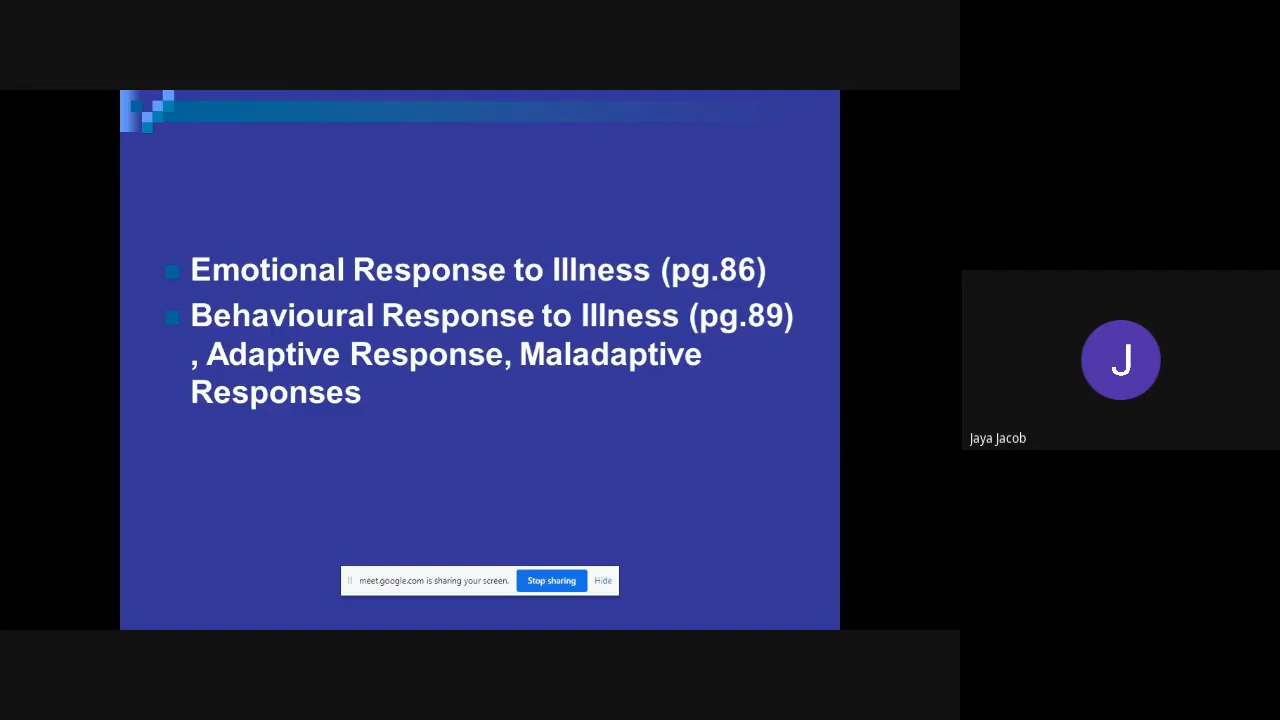 Emotional Response to Illness (pg.86)
Behavioural Response to Illness (pg.89)
, Adaptive Response, Maladaptive
Responses
meet.google.com is sharing your screen.
Stop sharing
Hide
J
Jaya Jacob